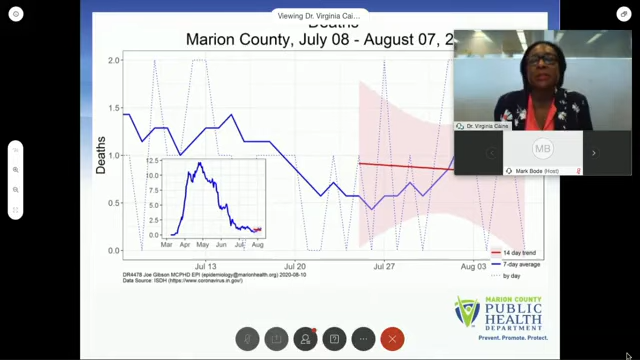 Viewing Dr. Virginia Cai...
Deaths
Marion County, July 08 - August 07, 2
Deaths
2.0
1.5
1.0
0.5
0.0
12.5
10.0
7.5
5.0
2.5
0.0
Mar Apr May Jun Jul Aug
Jul 13 Jul 20 Jul 27 Aug 03
14 day trend
7-day average
by day
DR4478 Joe Gibson MCPHD EPI (epidemiology@marionhealth.org) 2020-08-10
Data Source: ISDH (https://www.coronavirus.in.gov/)
Dr. Virginia Caine
MB
Mark Bode (Host)
MARION COUNTY
PUBLIC
HEALTH
DEPARTMENT
Prevent. Promote. Protect.